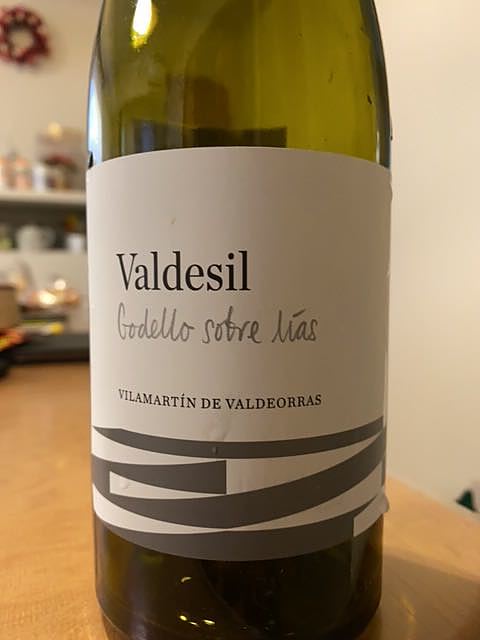 Valdesil
Godello sobre lías
VILAMARTÍN DE VALDEORRAS